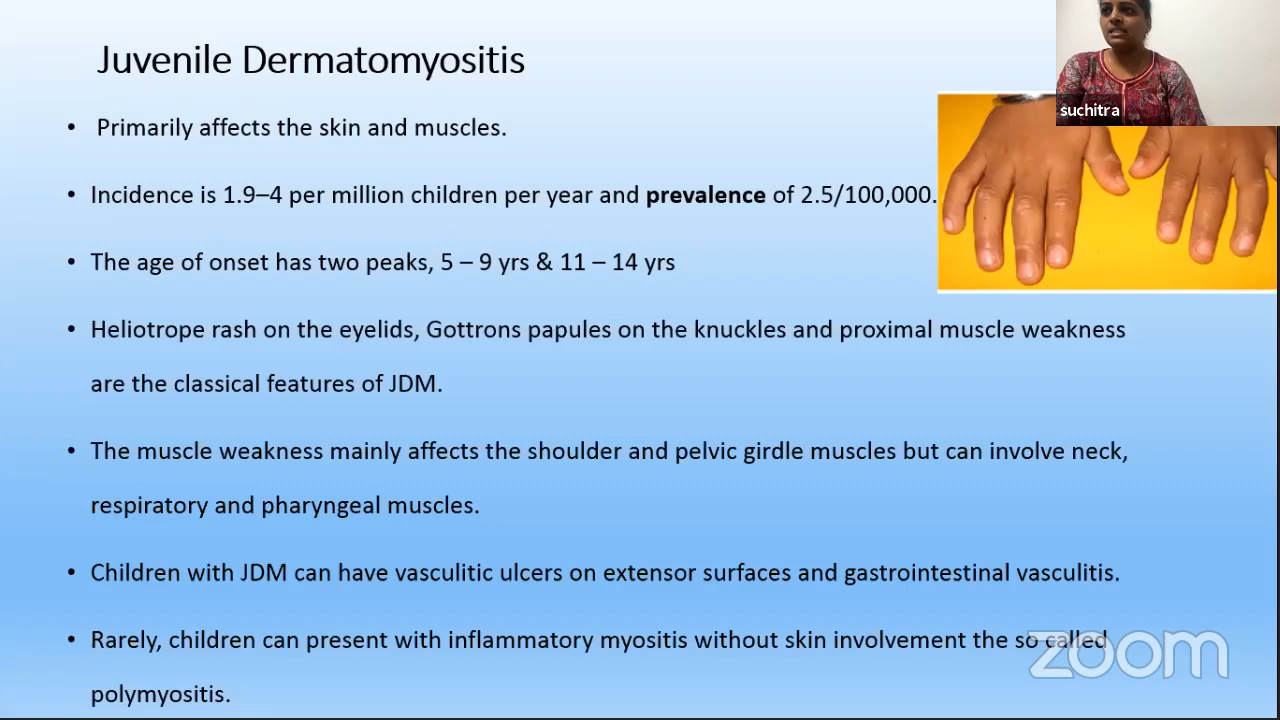 Juvenile Dermatomyositis
suchitra
• Primarily affects the skin and muscles.
• Incidence is 1.9–4 per million children per year and prevalence of 2.5/100,000.
• The age of onset has two peaks, 5 – 9 yrs & 11 – 14 yrs
• Heliotrope rash on the eyelids, Gottrons papules on the knuckles and proximal muscle weakness
are the classical features of JDM.
• The muscle weakness mainly affects the shoulder and pelvic girdle muscles but can involve neck,
respiratory and pharyngeal muscles.
• Children with JDM can have vasculitic ulcers on extensor surfaces and gastrointestinal vasculitis.
• Rarely, children can present with inflammatory myositis without skin involvement the so called
polymyositis.
zoom